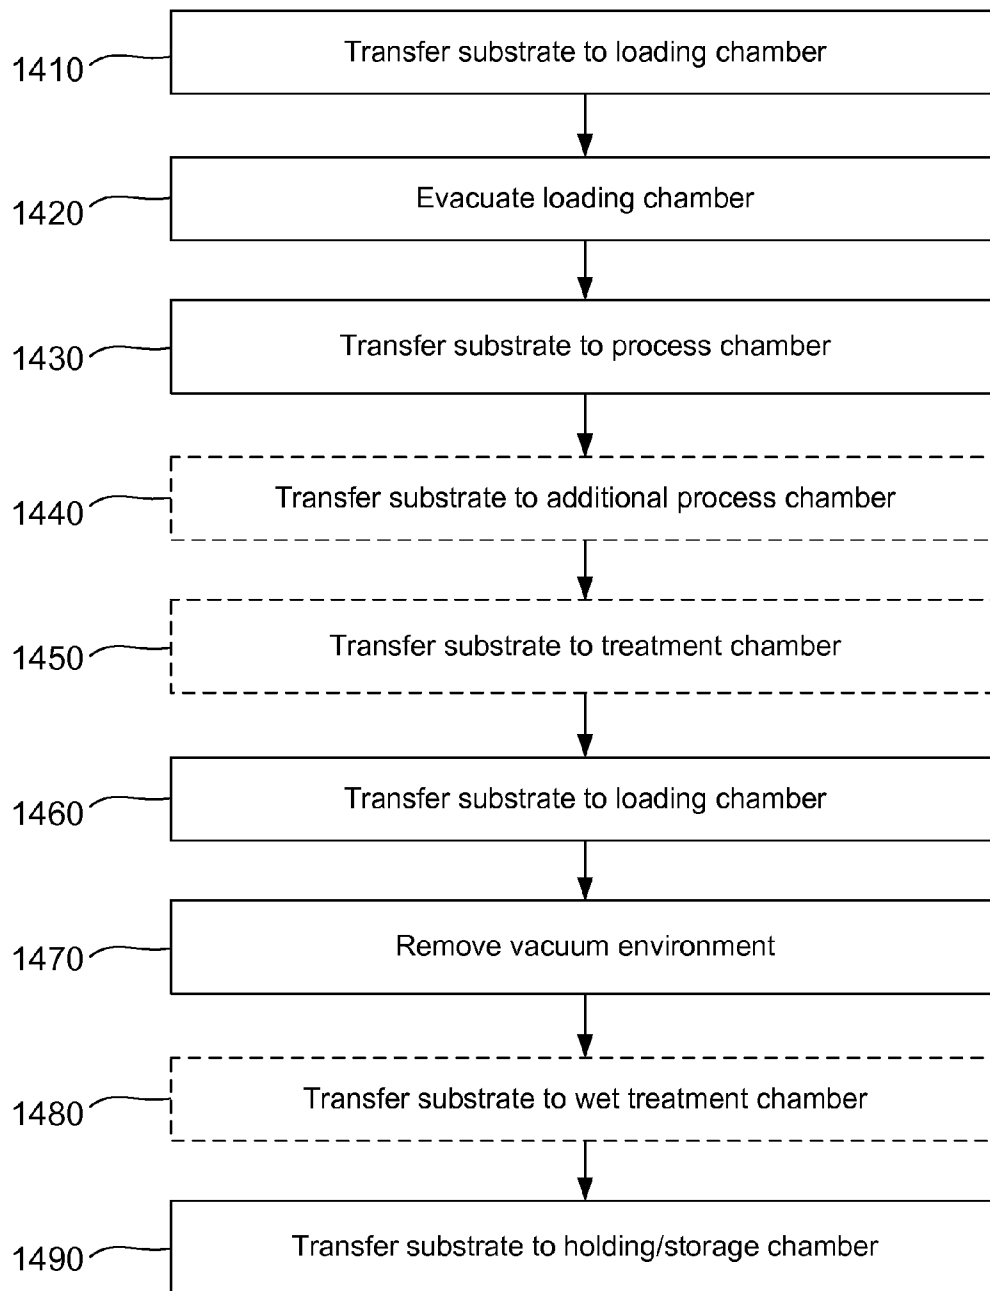 1410 Transfer substrate to loading chamber
1420 Evacuate loading chamber
1430 Transfer substrate to process chamber
1440 Transfer substrate to additional process chamber
1450 Transfer substrate to treatment chamber
1460 Transfer substrate to loading chamber
1470 Remove vacuum environment
1480 Transfer substrate to wet treatment chamber
1490 Transfer substrate to holding/storage chamber